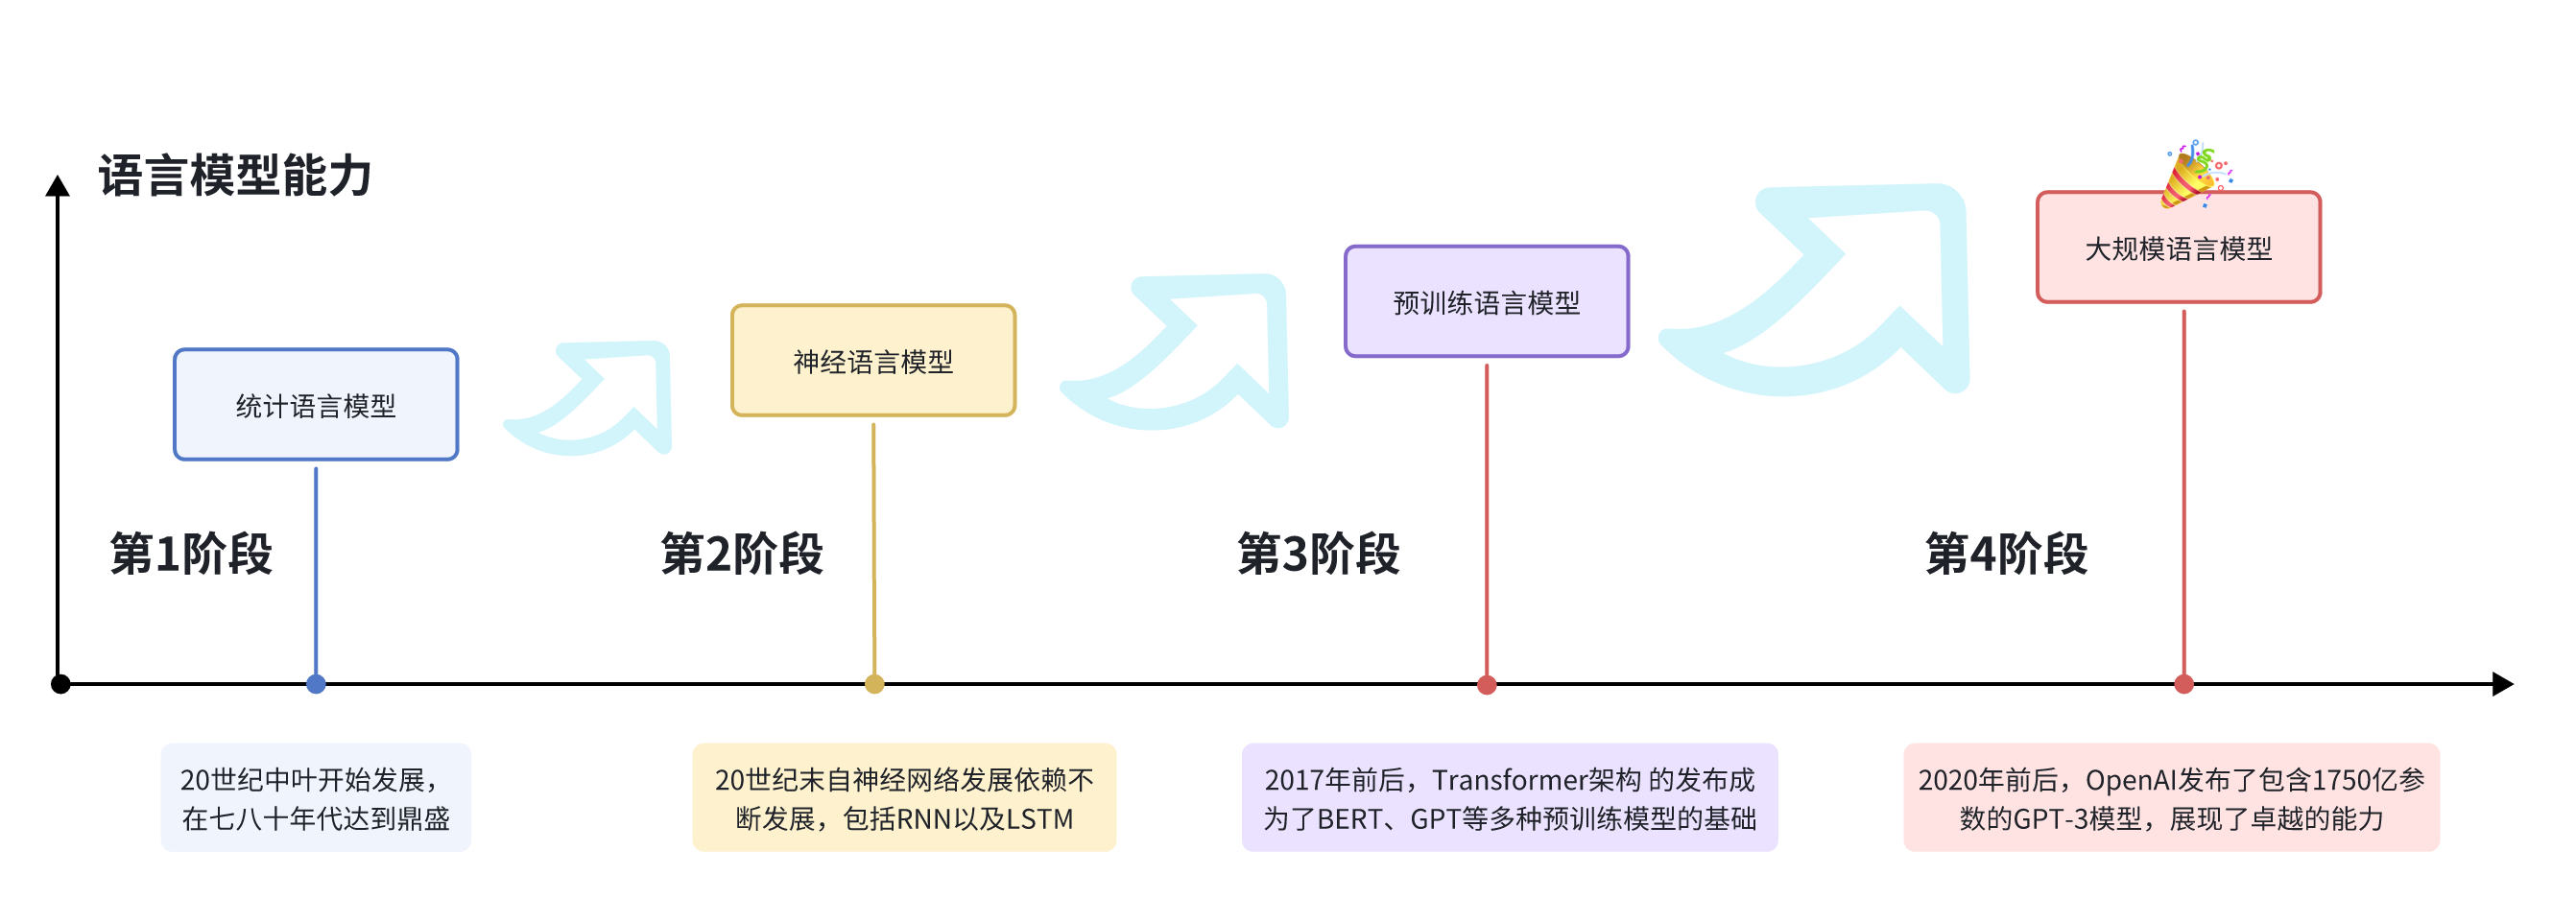 语言模型能力
统计语言模型
神经语言模型
预训练语言模型
大规模语言模型
第1阶段
第2阶段
第3阶段
第4阶段
20世纪中叶开始发展，
在七八十年代达到鼎盛
20世纪末自神经网络发展依赖不
断发展，包括RNN以及LSTM
2017年前后，Transformer架构 的发布成
为了BERT、GPT等多种预训练模型的基础
2020年前后，OpenAI发布了包含1750亿参
数的GPT-3模型，展现了卓越的能力